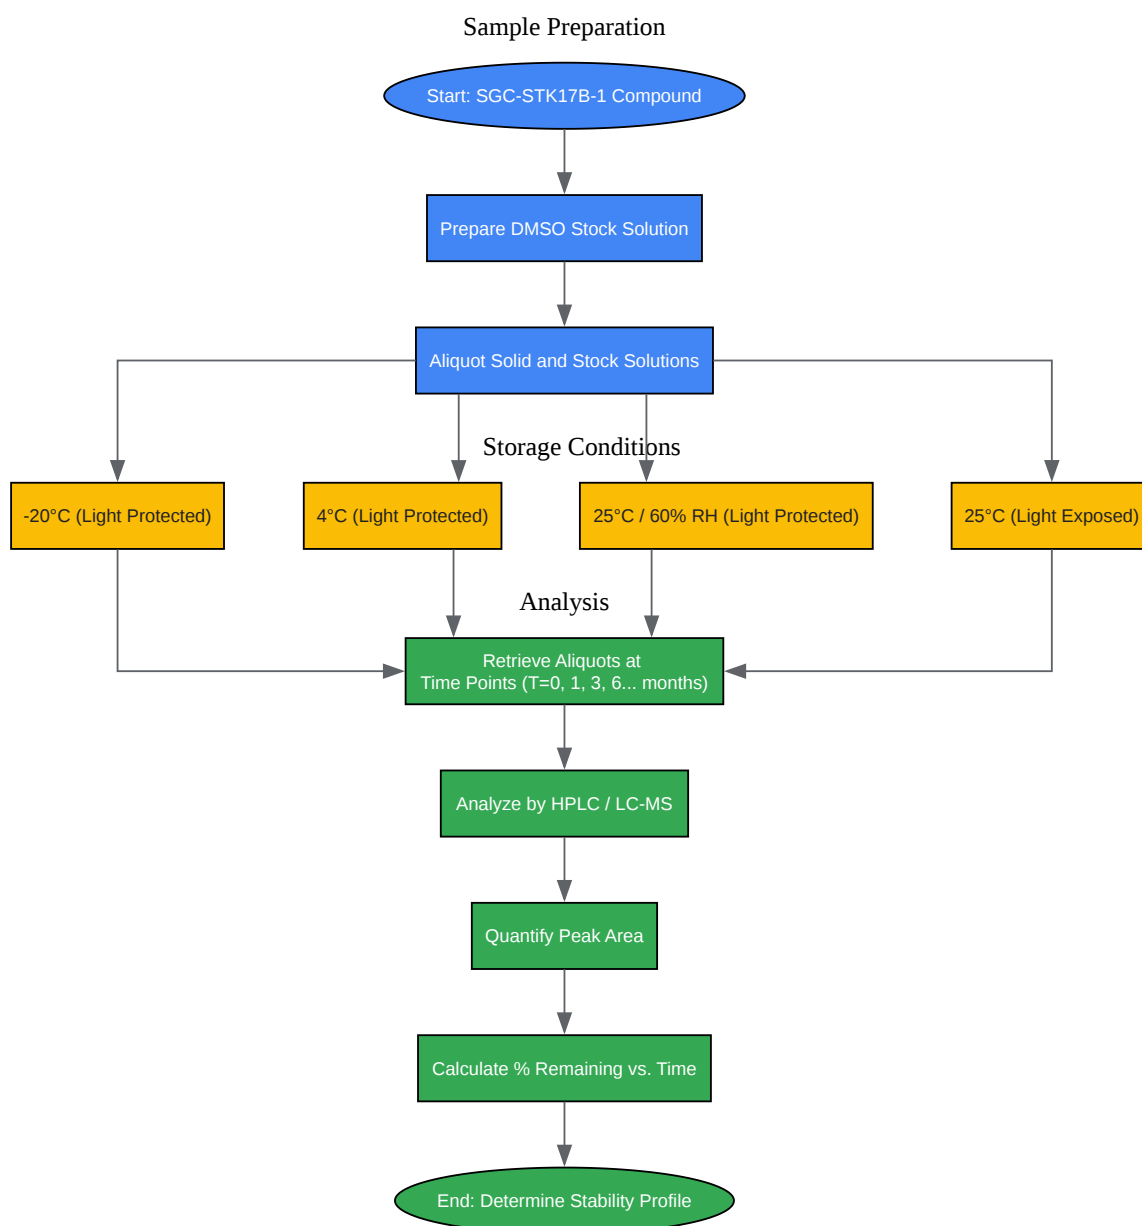 Sample Preparation
Start: SGC-STK17B-1 Compound
Prepare DMSO Stock Solution
Aliquot Solid and Stock Solutions
Storage Conditions
-20°C (Light Protected)
4°C (Light Protected)
25°C / 60% RH (Light Protected)
25°C (Light Exposed)
Analysis
Retrieve Aliquots at
Time Points (T=0, 1, 3, 6... months)
Analyze by HPLC / LC-MS
Quantify Peak Area
Calculate % Remaining vs. Time
End: Determine Stability Profile